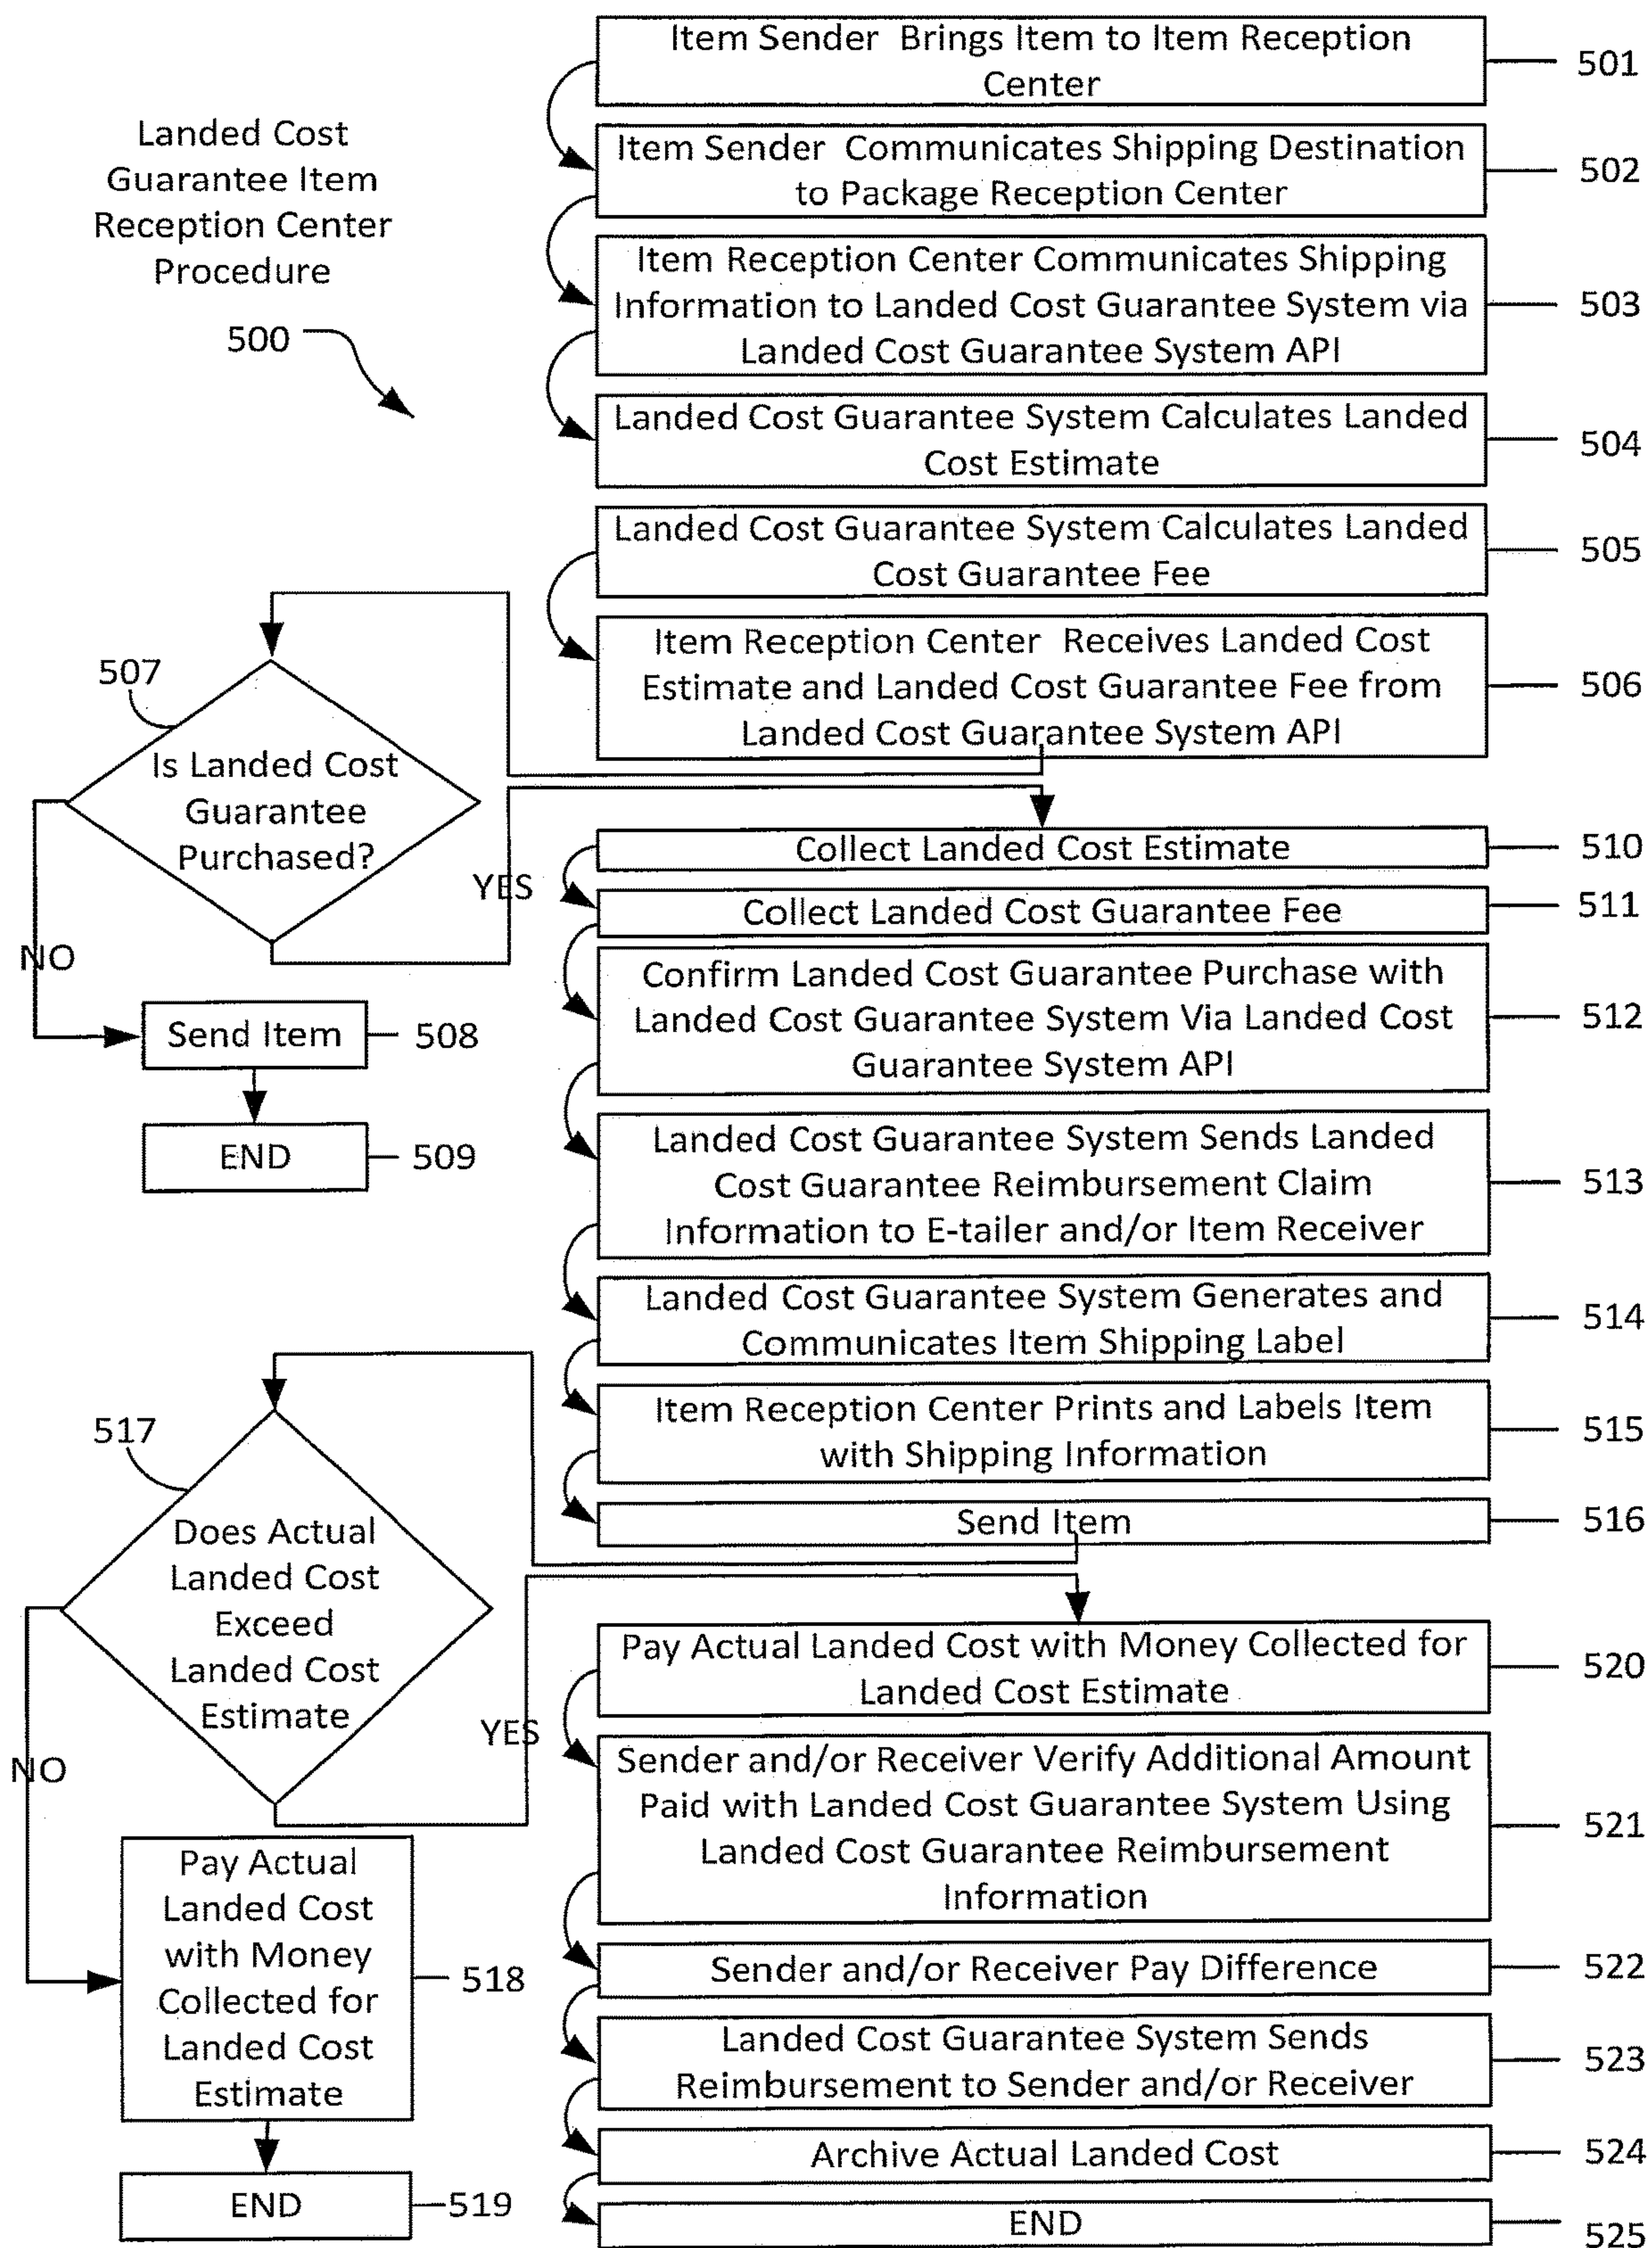 Landed Cost
Guarantee Item
Reception Center
Procedure
500
Item Sender Brings Item to Item Reception
Center
501
Item Sender Communicates Shipping Destination
to Package Reception Center
502
Item Reception Center Communicates Shipping
Information to Landed Cost Guarantee System via
Landed Cost Guarantee System API
503
Landed Cost Guarantee System Calculates Landed
Cost Estimate
504
Landed Cost Guarantee System Calculates Landed
Cost Guarantee Fee
505
Item Reception Center Receives Landed Cost
Estimate and Landed Cost Guarantee Fee from
Landed Cost Guarantee System API
506
507
Is Landed Cost
Guarantee
Purchased?
YES
NO
Send Item
508
END
509
Collect Landed Cost Estimate
510
Collect Landed Cost Guarantee Fee
511
Confirm Landed Cost Guarantee Purchase with
Landed Cost Guarantee System Via Landed Cost
Guarantee System API
512
Landed Cost Guarantee System Sends Landed
Cost Guarantee Reimbursement Claim
Information to E-tailer and/or Item Receiver
513
Landed Cost Guarantee System Generates and
Communicates Item Shipping Label
514
Item Reception Center Prints and Labels Item
with Shipping Information
515
Send Item
516
517
Does Actual
Landed Cost
Exceed
Landed Cost
Estimate
YES
NO
Pay Actual
Landed Cost
with Money
Collected for
Landed Cost
Estimate
518
END
519
Pay Actual Landed Cost with Money Collected for
Landed Cost Estimate
520
Sender and/or Receiver Verify Additional Amount
Paid with Landed Cost Guarantee System Using
Landed Cost Guarantee Reimbursement
Information
521
Sender and/or Receiver Pay Difference
522
Landed Cost Guarantee System Sends
Reimbursement to Sender and/or Receiver
523
Archive Actual Landed Cost
524
END
525